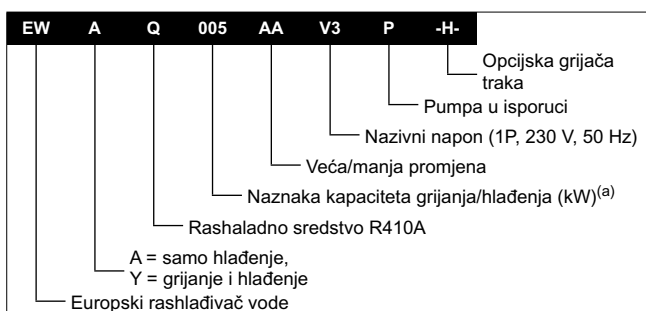 EW A Q 005 AA V3 P -H-
Opcijska grijača
traka
Pumpa u isporuci
Nazivni napon (1P, 230 V, 50 Hz)
Veća/manja promjena
Naznaka kapaciteta grijanja/hlađenja (kW)(a)
Rashaladno sredstvo R410A
A = samo hlađenje,
Y = grijanje i hlađenje
Europski rashlađivač vode